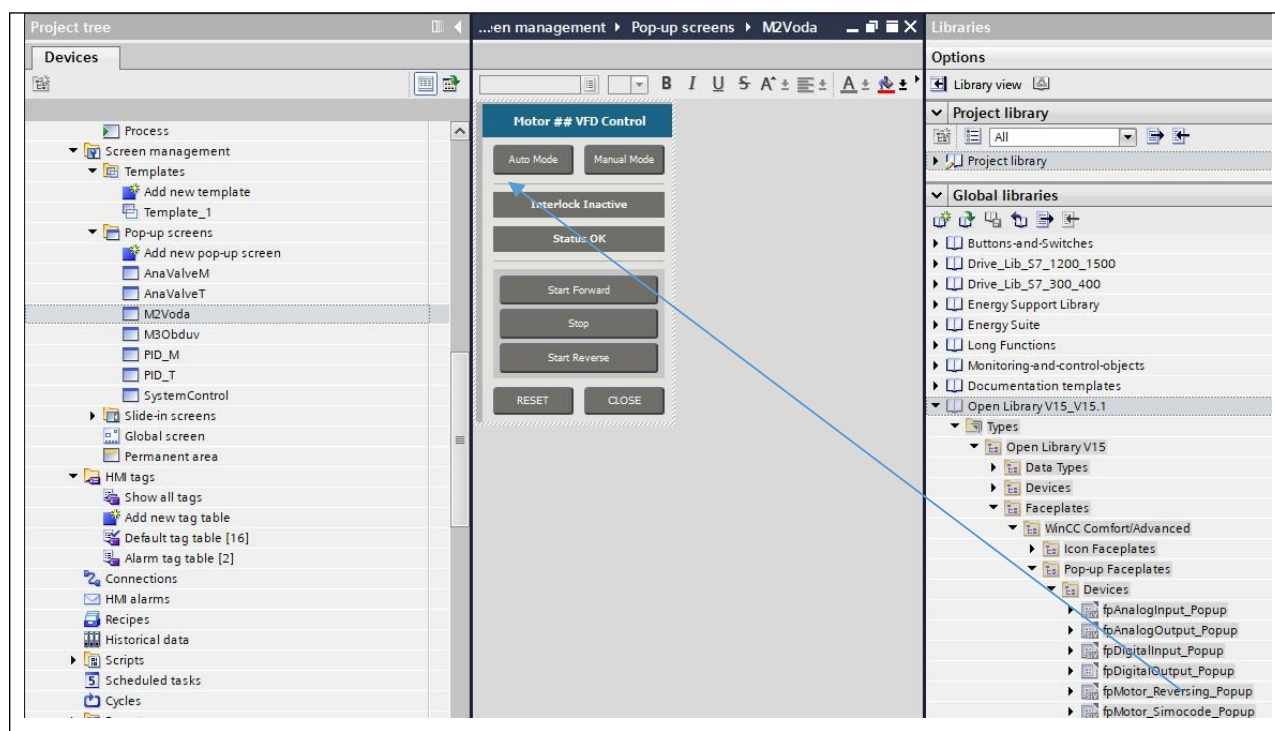 Project tree
Devices
Process
Screen management
Templates
Add new template
Template_1
Pop-up screens
Add new pop-up screen
AnaValveM
AnaValveT
M2Voda
M3Obduv
PID_M
PID_T
SystemControl
Slide-in screens
Global screen
Permanent area
HMI tags
Show all tags
Add new tag table
Default tag table [16]
Alarm tag table [2]
Connections
HMI alarms
Recipes
Historical data
Scripts
Scheduled tasks
Cycles
...en management ▸ Pop-up screens ▸ M2Voda
B I U S A A
Motor ## VFD Control
Auto Mode Manual Mode
Interlock Inactive
Status OK
Start Forward
Stop
Start Reverse
RESET CLOSE
Libraries
Options
Library view
Project library
All
Project library
Global libraries
Buttons-and-Switches
Drive_Lib_S7_1200_1500
Drive_Lib_S7_300_400
Energy Support Library
Energy Suite
Long Functions
Monitoring-and-control-objects
Documentation templates
Open Library V15_V15.1
Types
Open Library V15
Data Types
Devices
Faceplates
WinCC Comfort/Advanced
Icon Faceplates
Pop-up Faceplates
Devices
fpAnalogInput_Popup
fpAnalogOutput_Popup
fpDigitalInput_Popup
fpDigitalOutput_Popup
fpMotor_Reversing_Popup
fpMotor_Simocode_Popup